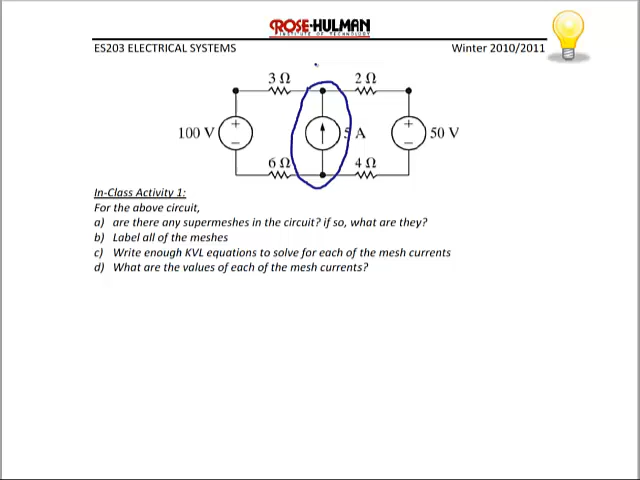 ROSE-HULMAN
INSTITUTE OF TECHNOLOGY
ES203 ELECTRICAL SYSTEMS Winter 2010/2011
3 Ω 2 Ω
100 V + − 5 A + − 50 V
6 Ω 4 Ω
In-Class Activity 1:
For the above circuit,
a) are there any supermeshes in the circuit? if so, what are they?
b) Label all of the meshes
c) Write enough KVL equations to solve for each of the mesh currents
d) What are the values of each of the mesh currents?